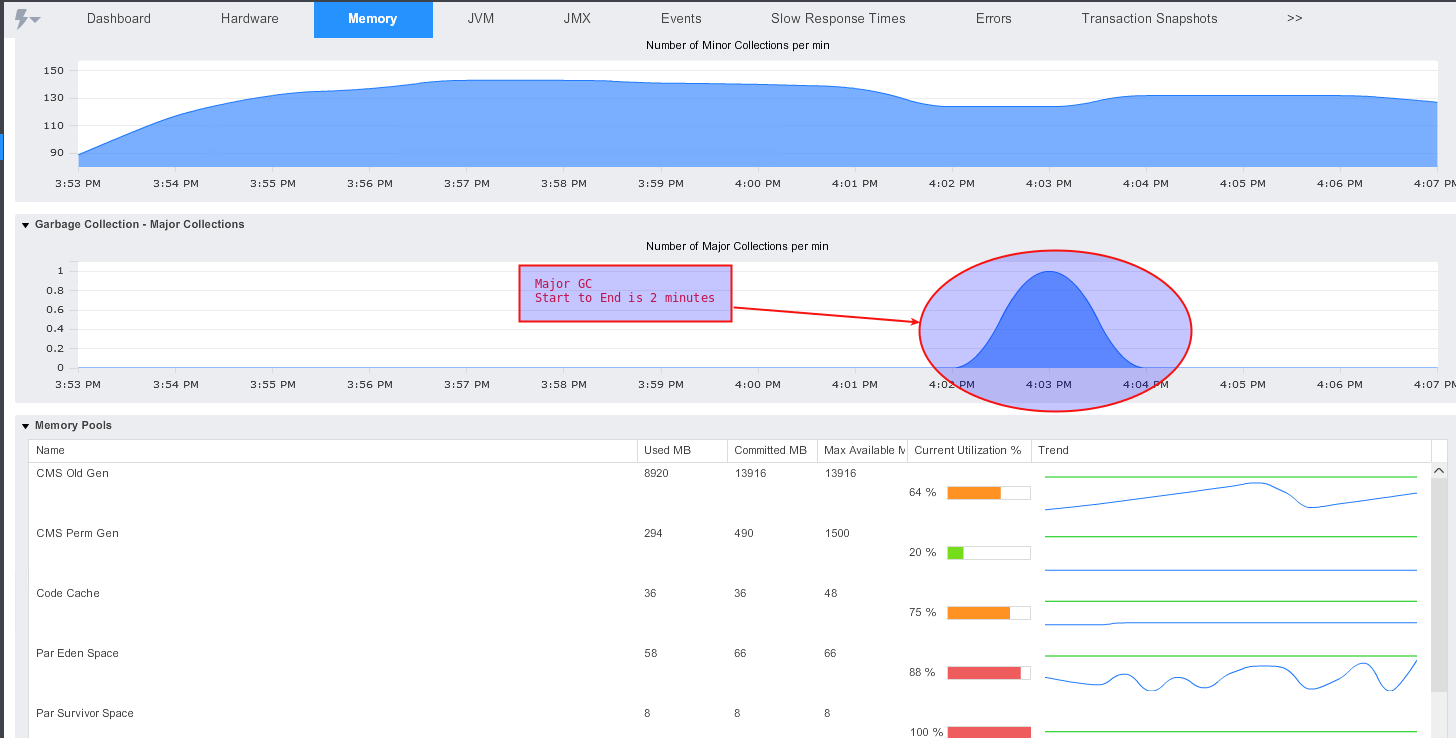 Dashboard Hardware Memory JVM JMX Events Slow Response Times Errors Transaction Snapshots >>
Number of Minor Collections per min
150
130
110
90
3:53 PM 3:54 PM 3:55 PM 3:56 PM 3:57 PM 3:58 PM 3:59 PM 4:00 PM 4:01 PM 4:02 PM 4:03 PM 4:04 PM 4:05 PM 4:06 PM 4:07 PM
Garbage Collection - Major Collections
Number of Major Collections per min
1
0.8
0.6
0.4
0.2
0
Major GC
Start to End is 2 minutes
3:53 PM 3:54 PM 3:55 PM 3:56 PM 3:57 PM 3:58 PM 3:59 PM 4:00 PM 4:01 PM 4:02 PM 4:03 PM 4:04 PM 4:05 PM 4:06 PM 4:07 PM
Memory Pools
Name Used MB Committed MB Max Available M Current Utilization % Trend
CMS Old Gen 8920 13916 13916 64 %
CMS Perm Gen 294 490 1500 20 %
Code Cache 36 36 48 75 %
Par Eden Space 58 66 66 88 %
Par Survivor Space 8 8 8 100 %